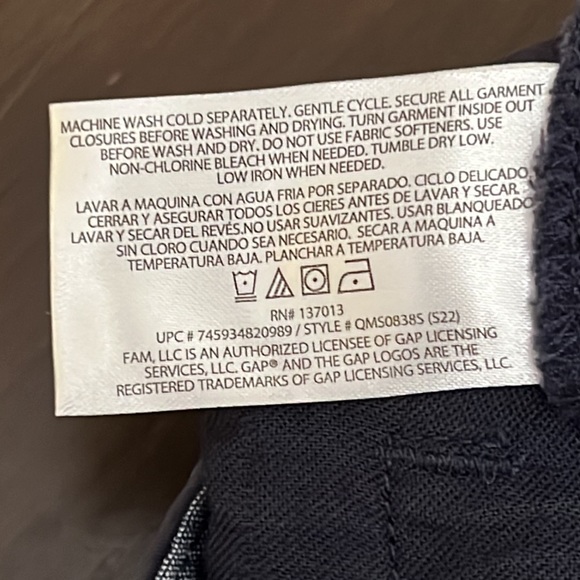 MACHINE WASH COLD SEPARATELY. GENTLE CYCLE. SECURE ALL GARMENT
CLOSURES BEFORE WASHING AND DRYING. TURN GARMENT INSIDE OUT
BEFORE WASH AND DRY. DO NOT USE FABRIC SOFTENERS. USE
NON-CHLORINE BLEACH WHEN NEEDED. TUMBLE DRY LOW.
LOW IRON WHEN NEEDED.
LAVAR A MAQUINA CON AGUA FRIA POR SEPARADO. CICLO DELICADO.
CERRAR Y ASEGURAR TODOS LOS CIERES ANTES DE LAVAR Y SECAR.
LAVAR Y SECAR DEL REVÉS.NO USAR SUAVIZANTES. USAR BLANQUEADO
SIN CLORO CUANDO SEA NECESARIO. SECAR A MAQUINA A
TEMPERATURA BAJA. PLANCHAR A TEMPERATURA BAJA.
RN# 137013
UPC # 745934820989 / STYLE # QMS0838S (S22)
FAM, LLC IS AN AUTHORIZED LICENSEE OF GAP LICENSING
SERVICES, LLC. GAP® AND THE GAP LOGOS ARE THE
REGISTERED TRADEMARKS OF GAP LICENSING SERVICES, LLC.